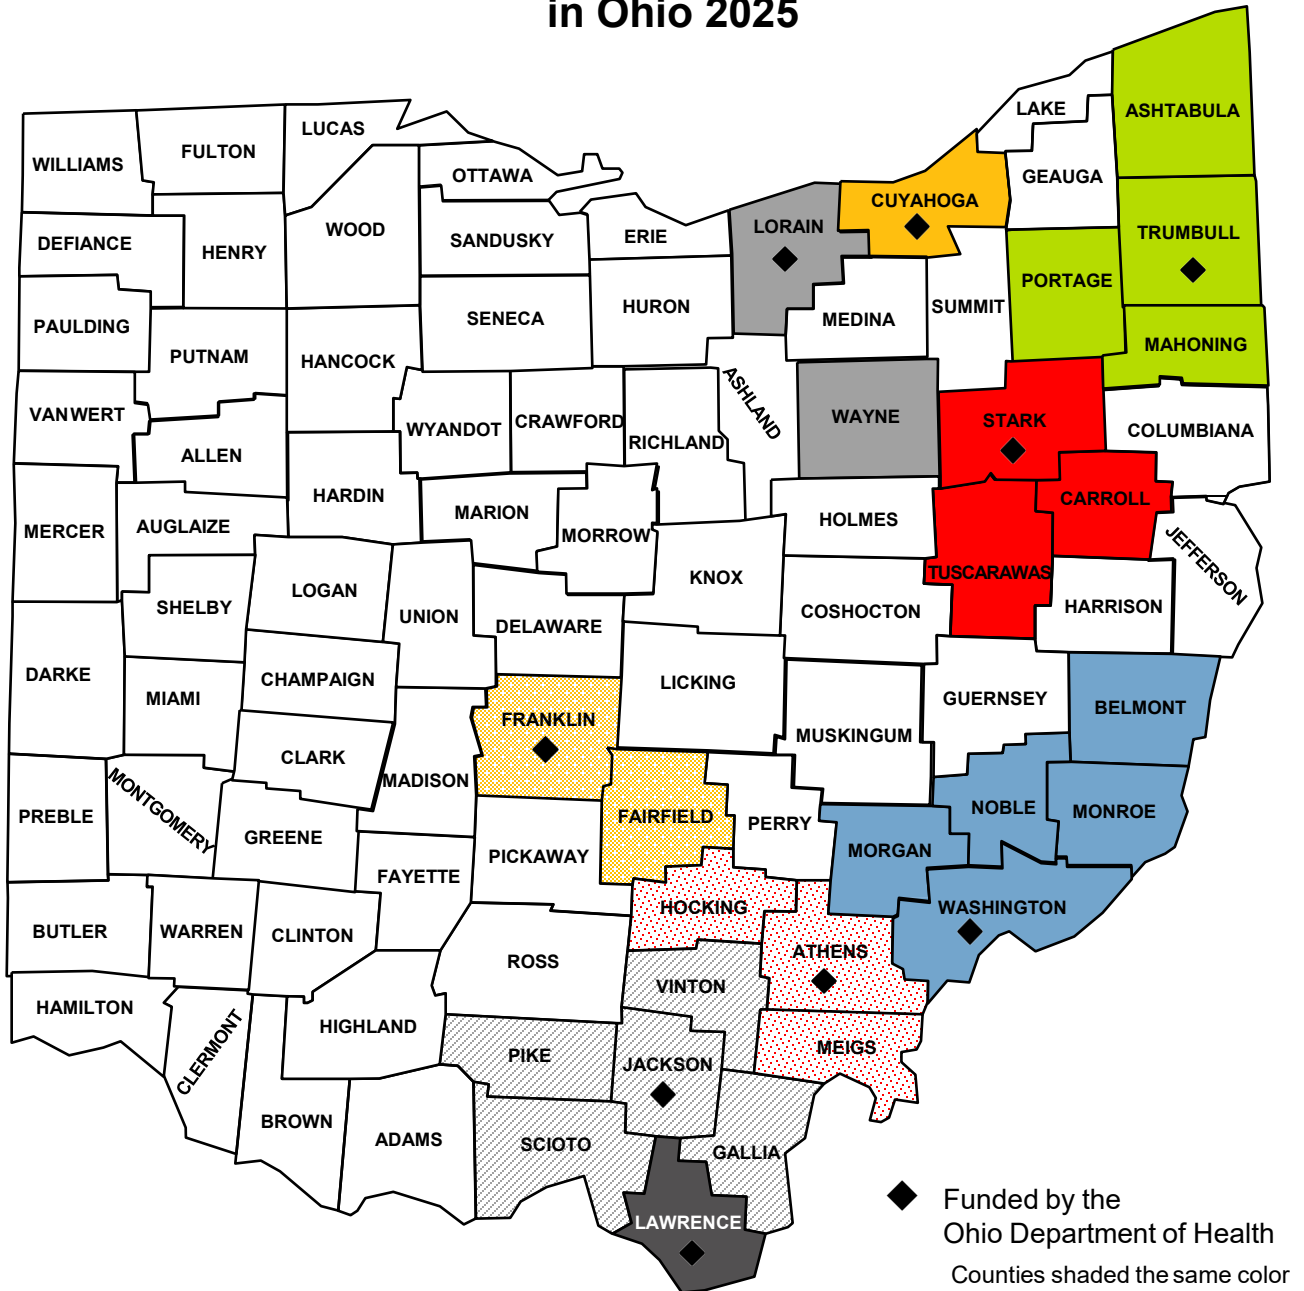 in Ohio 2025
LAKE
ASHTABULA
LUCAS
FULTON
WILLIAMS
OTTAWA
GEAUGA
CUYAHOGA
LORAIN
TRUMBULL
WOOD
ERIE
SANDUSKY
DEFIANCE
HENRY
PORTAGE
HURON
SUMMIT
SENECA
MEDINA
PAULDING
MAHONING
PUTNAM
HANCOCK
ASHLAND
VAN WERT
WAYNE
STARK
CRAWFORD
WYANDOT
COLUMBIANA
RICHLAND
ALLEN
HARDIN
CARROLL
MARION
HOLMES
AUGLAIZE
MERCER
MORROW
JEFFERSON
TUSCARAWAS
KNOX
LOGAN
SHELBY
HARRISON
COSHOCTON
UNION
DELAWARE
DARKE
CHAMPAIGN
LICKING
MIAMI
GUERNSEY
BELMONT
FRANKLIN
MUSKINGUM
CLARK
MADISON
MONTGOMERY
NOBLE
MONROE
PREBLE
FAIRFIELD
PERRY
GREENE
MORGAN
PICKAWAY
FAYETTE
HOCKING
WASHINGTON
BUTLER
WARREN
CLINTON
ATHENS
ROSS
VINTON
HAMILTON
HIGHLAND
MEIGS
CLERMONT
PIKE
JACKSON
BROWN
ADAMS
SCIOTO
GALLIA
LAWRENCE
Funded by the
Ohio Department of Health
Counties shaded the same color